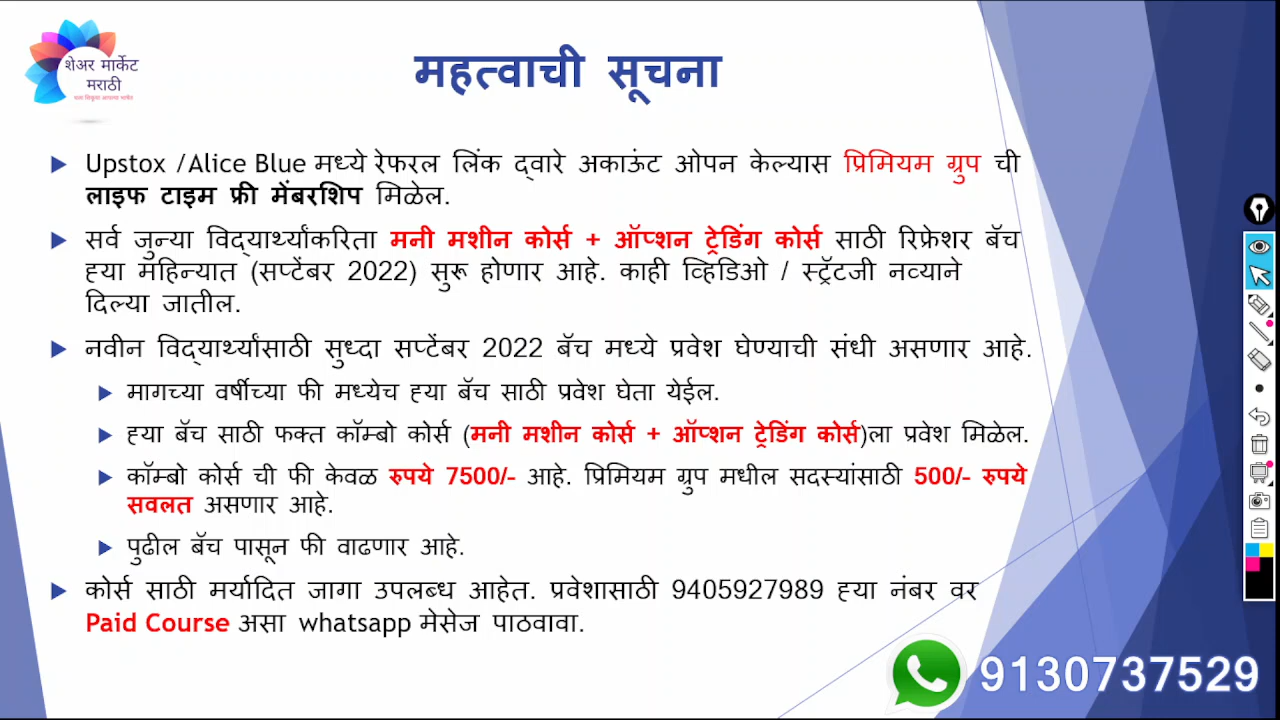 शेअर मार्केट
मराठी
महत्वाची सूचना
Upstox /Alice Blue मध्ये रेफरल लिंक द्वारे अकाऊंट ओपन केल्यास प्रिमियम ग्रुप ची
लाइफ टाइम फ्री मेंबरशिप मिळेल.
सर्व जुन्या विद्यार्थ्यांकरिता मनी मशीन कोर्स + ऑप्शन ट्रेडिंग कोर्स साठी रिफ्रेशर बॅच
ह्या महिन्यात (सप्टेंबर 2022) सुरू होणार आहे. काही व्हिडिओ / स्ट्रॅटजी नव्याने
दिल्या जातील.
नवीन विद्यार्थ्यांसाठी सुध्दा सप्टेंबर 2022 बॅच मध्ये प्रवेश घेण्याची संधी असणार आहे.
मागच्या वर्षीच्या फी मध्येच ह्या बॅच साठी प्रवेश घेता येईल.
ह्या बॅच साठी फक्त कॉम्बो कोर्स (मनी मशीन कोर्स + ऑप्शन ट्रेडिंग कोर्स)ला प्रवेश मिळेल.
कॉम्बो कोर्स ची फी केवळ रुपये 7500/- आहे. प्रिमियम ग्रुप मधील सदस्यांसाठी 500/- रुपये
सवलत असणार आहे.
पुढील बॅच पासून फी वाढणार आहे.
कोर्स साठी मर्यादित जागा उपलब्ध आहेत. प्रवेशासाठी 9405927989 ह्या नंबर वर
Paid Course असा whatsapp मेसेज पाठवावा.
9130737529